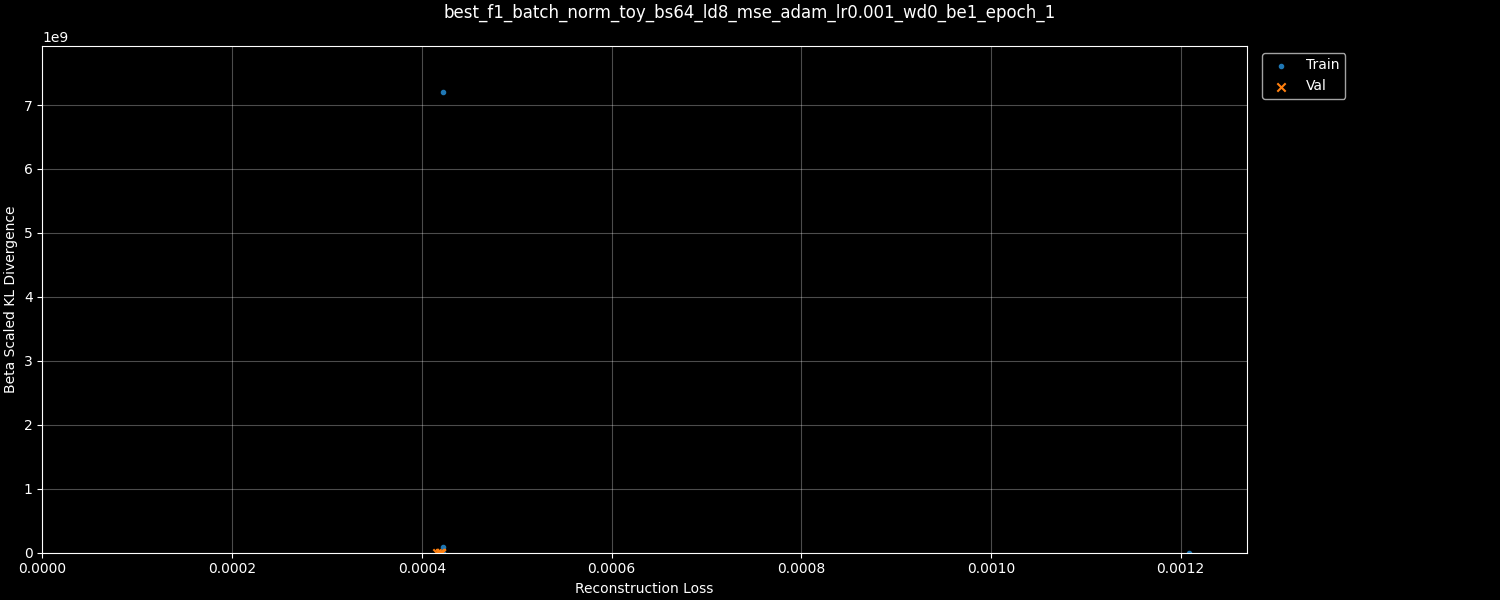 best_f1_batch_norm_toy_bs64_ld8_mse_adam_lr0.001_wd0_be1_epoch_1
1e9
Train
Val
7
6
5
4
3
2
1
0
Beta Scaled KL Divergence
0.0000 0.0002 0.0004 0.0006 0.0008 0.0010 0.0012
Reconstruction Loss